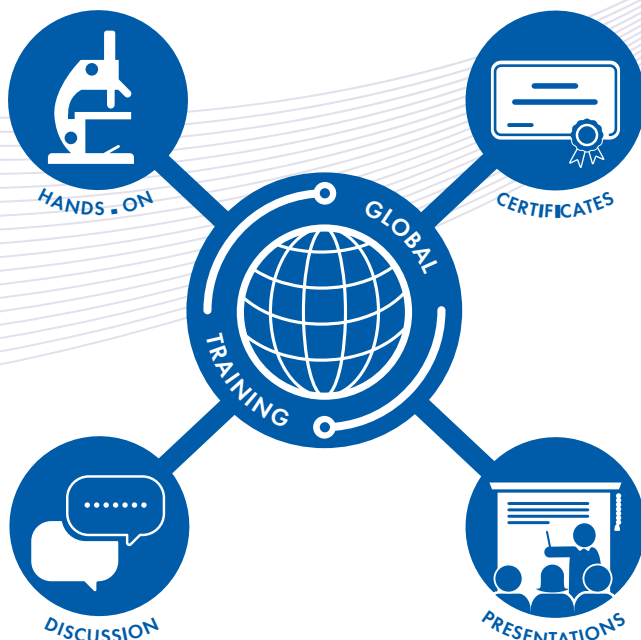 HANDS - ON
CERTIFICATES
GLOBAL
TRAINING
DISCUSSION
PRESENTATIONS